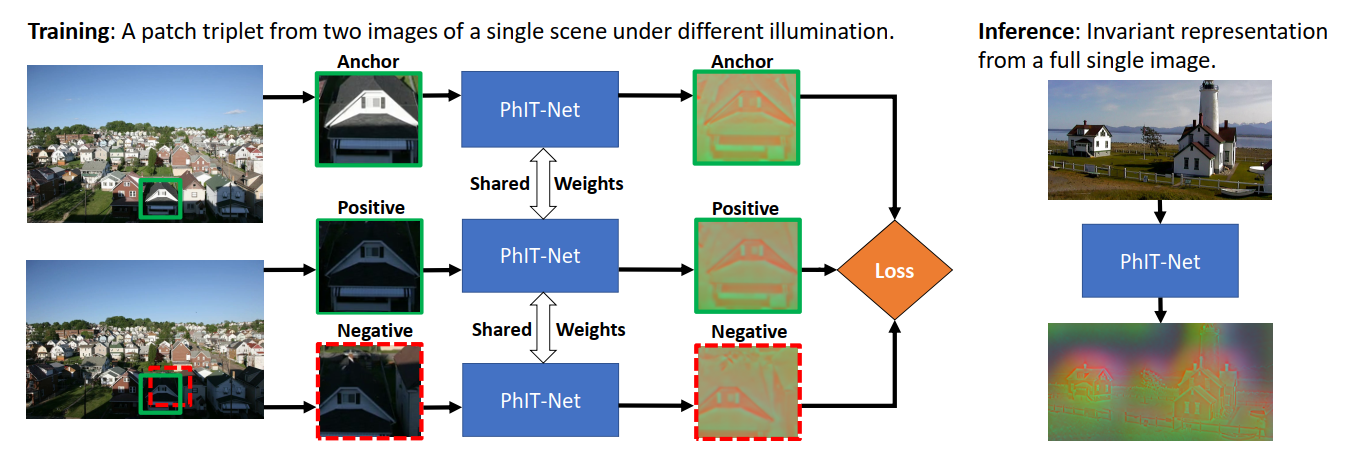 Training: A patch triplet from two images of a single scene under different illumination.
Inference: Invariant representation
from a full single image.
Anchor
Anchor
PhIT-Net
Shared Weights
Positive
Positive
PhIT-Net
Loss
PhIT-Net
Shared Weights
Negative
Negative
PhIT-Net